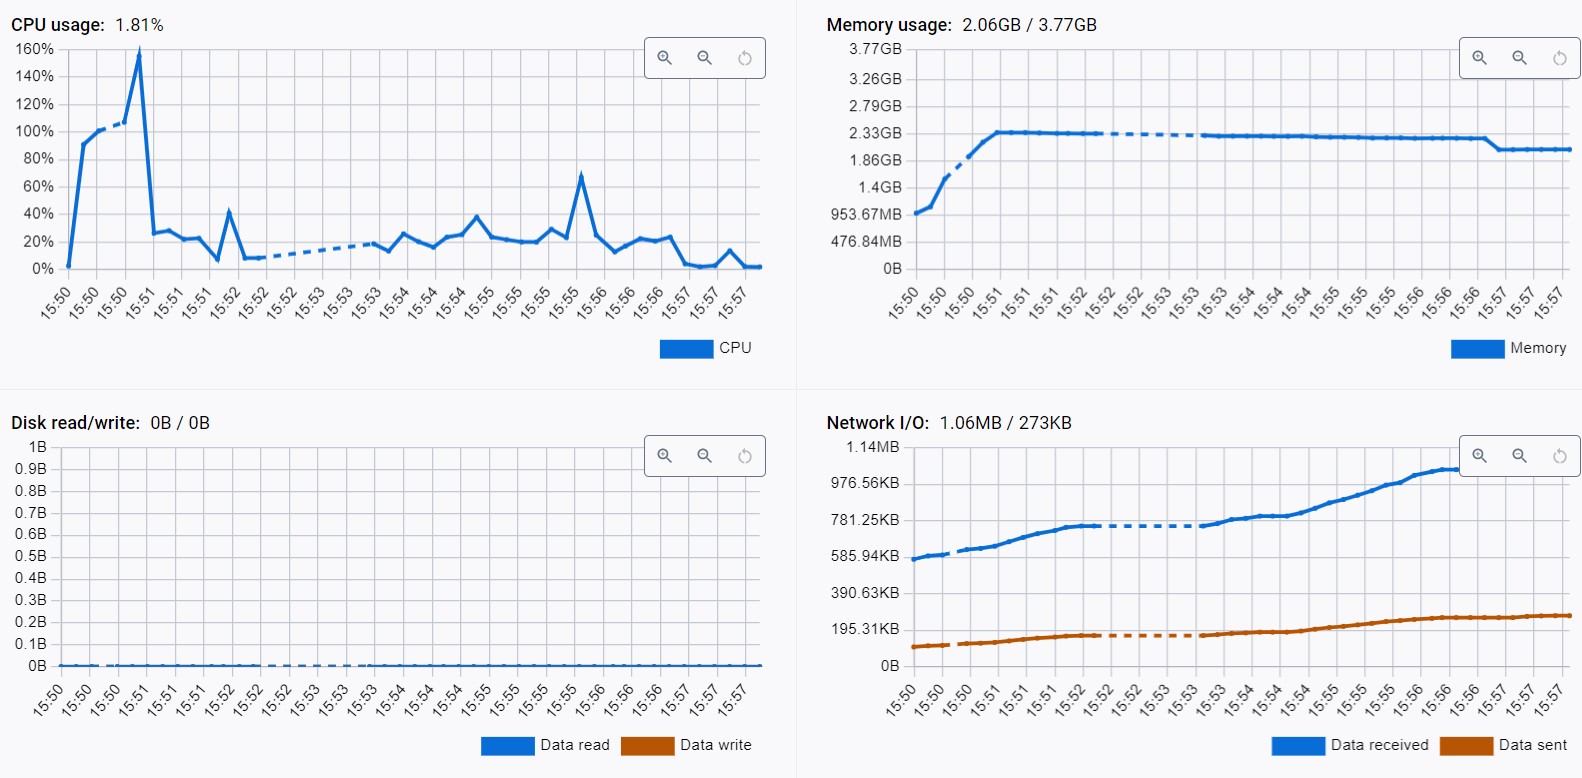 CPU usage: 1.81%
160%
140%
120%
100%
80%
60%
40%
20%
0%
15:50 15:50 15:50 15:51 15:51 15:51 15:52 15:52 15:52 15:53 15:53 15:53 15:54 15:54 15:54 15:55 15:55 15:55 15:55 15:56 15:56 15:56 15:57 15:57 15:57
CPU
Memory usage: 2.06GB / 3.77GB
3.77GB
3.26GB
2.79GB
2.33GB
1.86GB
1.4GB
953.67MB
476.84MB
0B
15:50 15:50 15:50 15:51 15:51 15:51 15:52 15:52 15:52 15:53 15:53 15:54 15:54 15:54 15:55 15:55 15:55 15:56 15:56 15:56 15:56 15:57 15:57 15:57
Memory
Disk read/write: 0B / 0B
1B
0.9B
0.8B
0.7B
0.6B
0.5B
0.4B
0.3B
0.2B
0.1B
0B
15:50 15:50 15:50 15:51 15:51 15:51 15:52 15:52 15:52 15:53 15:53 15:53 15:54 15:54 15:54 15:55 15:55 15:55 15:55 15:56 15:56 15:56 15:57 15:57 15:57
Data read Data write
Network I/O: 1.06MB / 273KB
1.14MB
976.56KB
781.25KB
585.94KB
390.63KB
195.31KB
0B
15:50 15:50 15:50 15:51 15:51 15:51 15:52 15:52 15:52 15:53 15:53 15:53 15:54 15:54 15:54 15:55 15:55 15:55 15:56 15:56 15:56 15:57 15:57 15:57
Data received Data sent